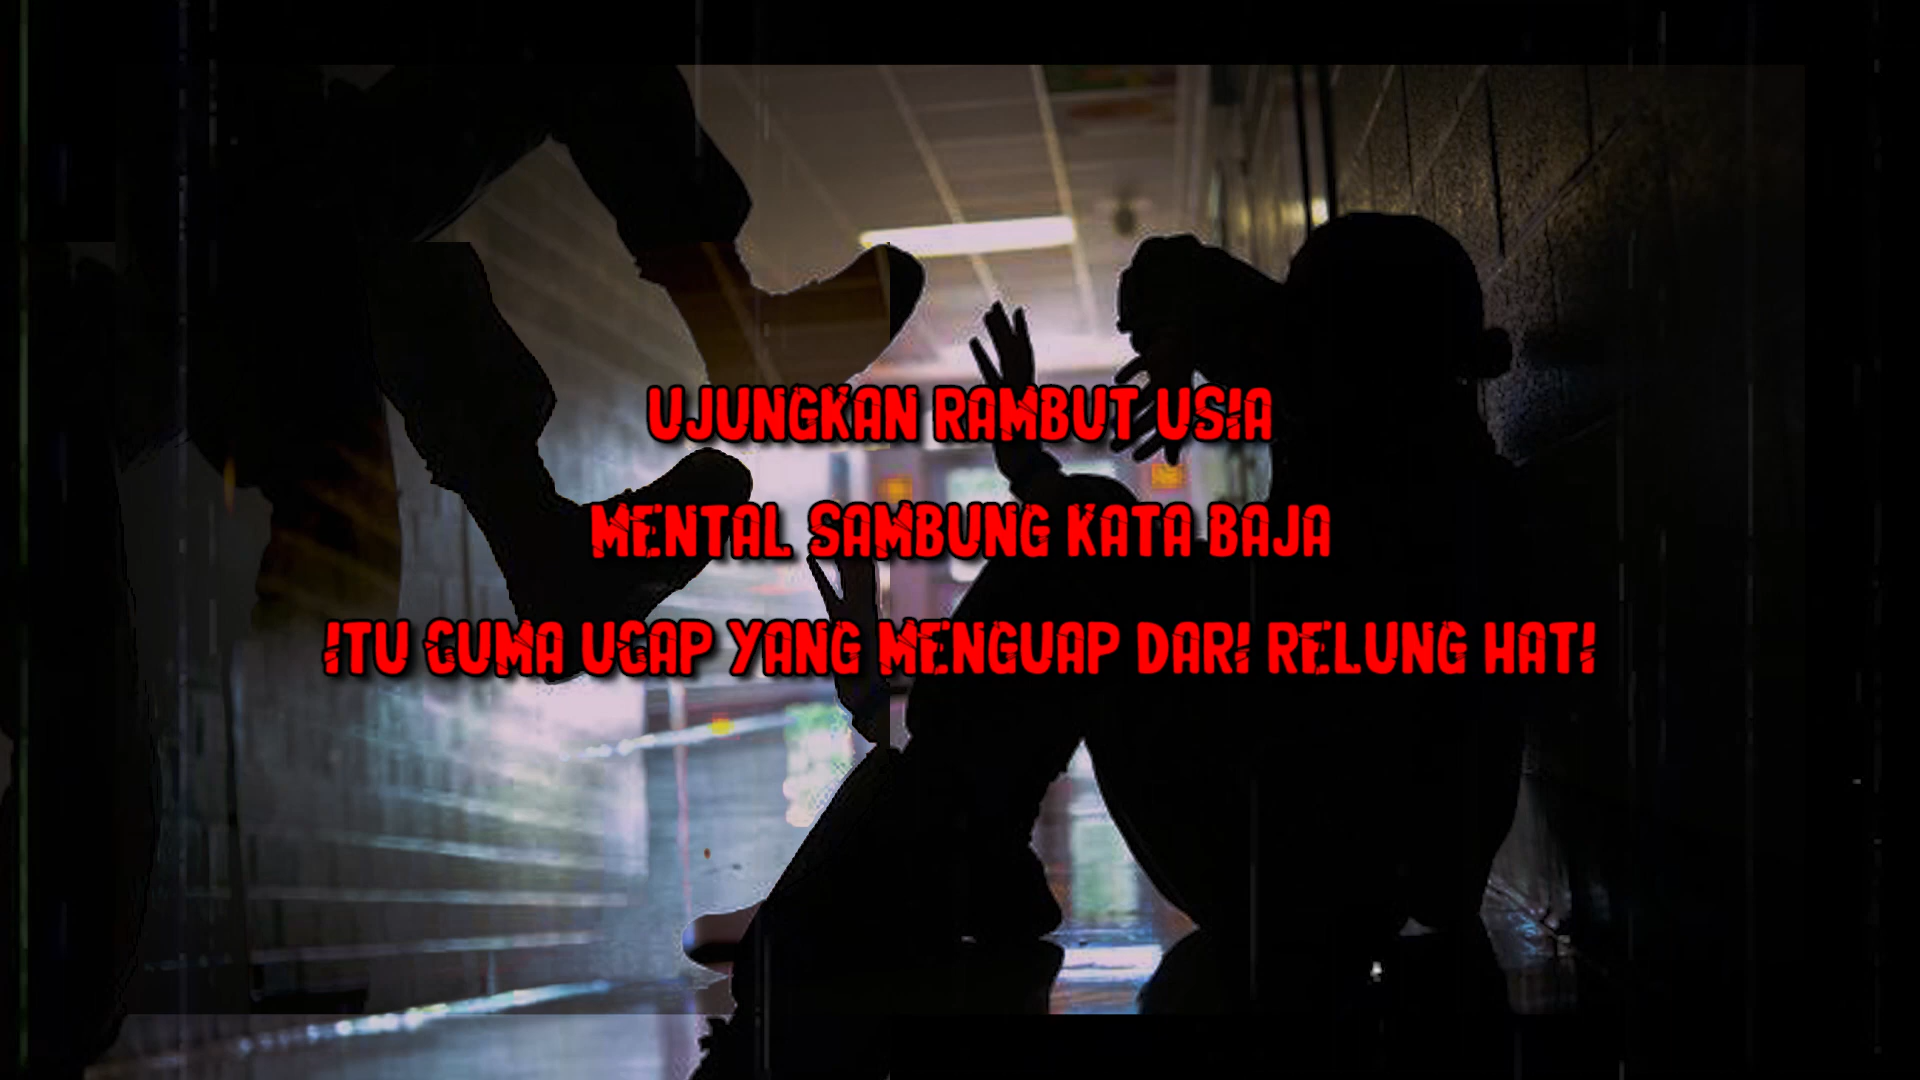 UJUNGKAN RAMBUT USIA
MENTAL SAMBUNG KATA BAJA
ITU CUMA UCAP YANG MENGUAP DARI RELUNG HATI